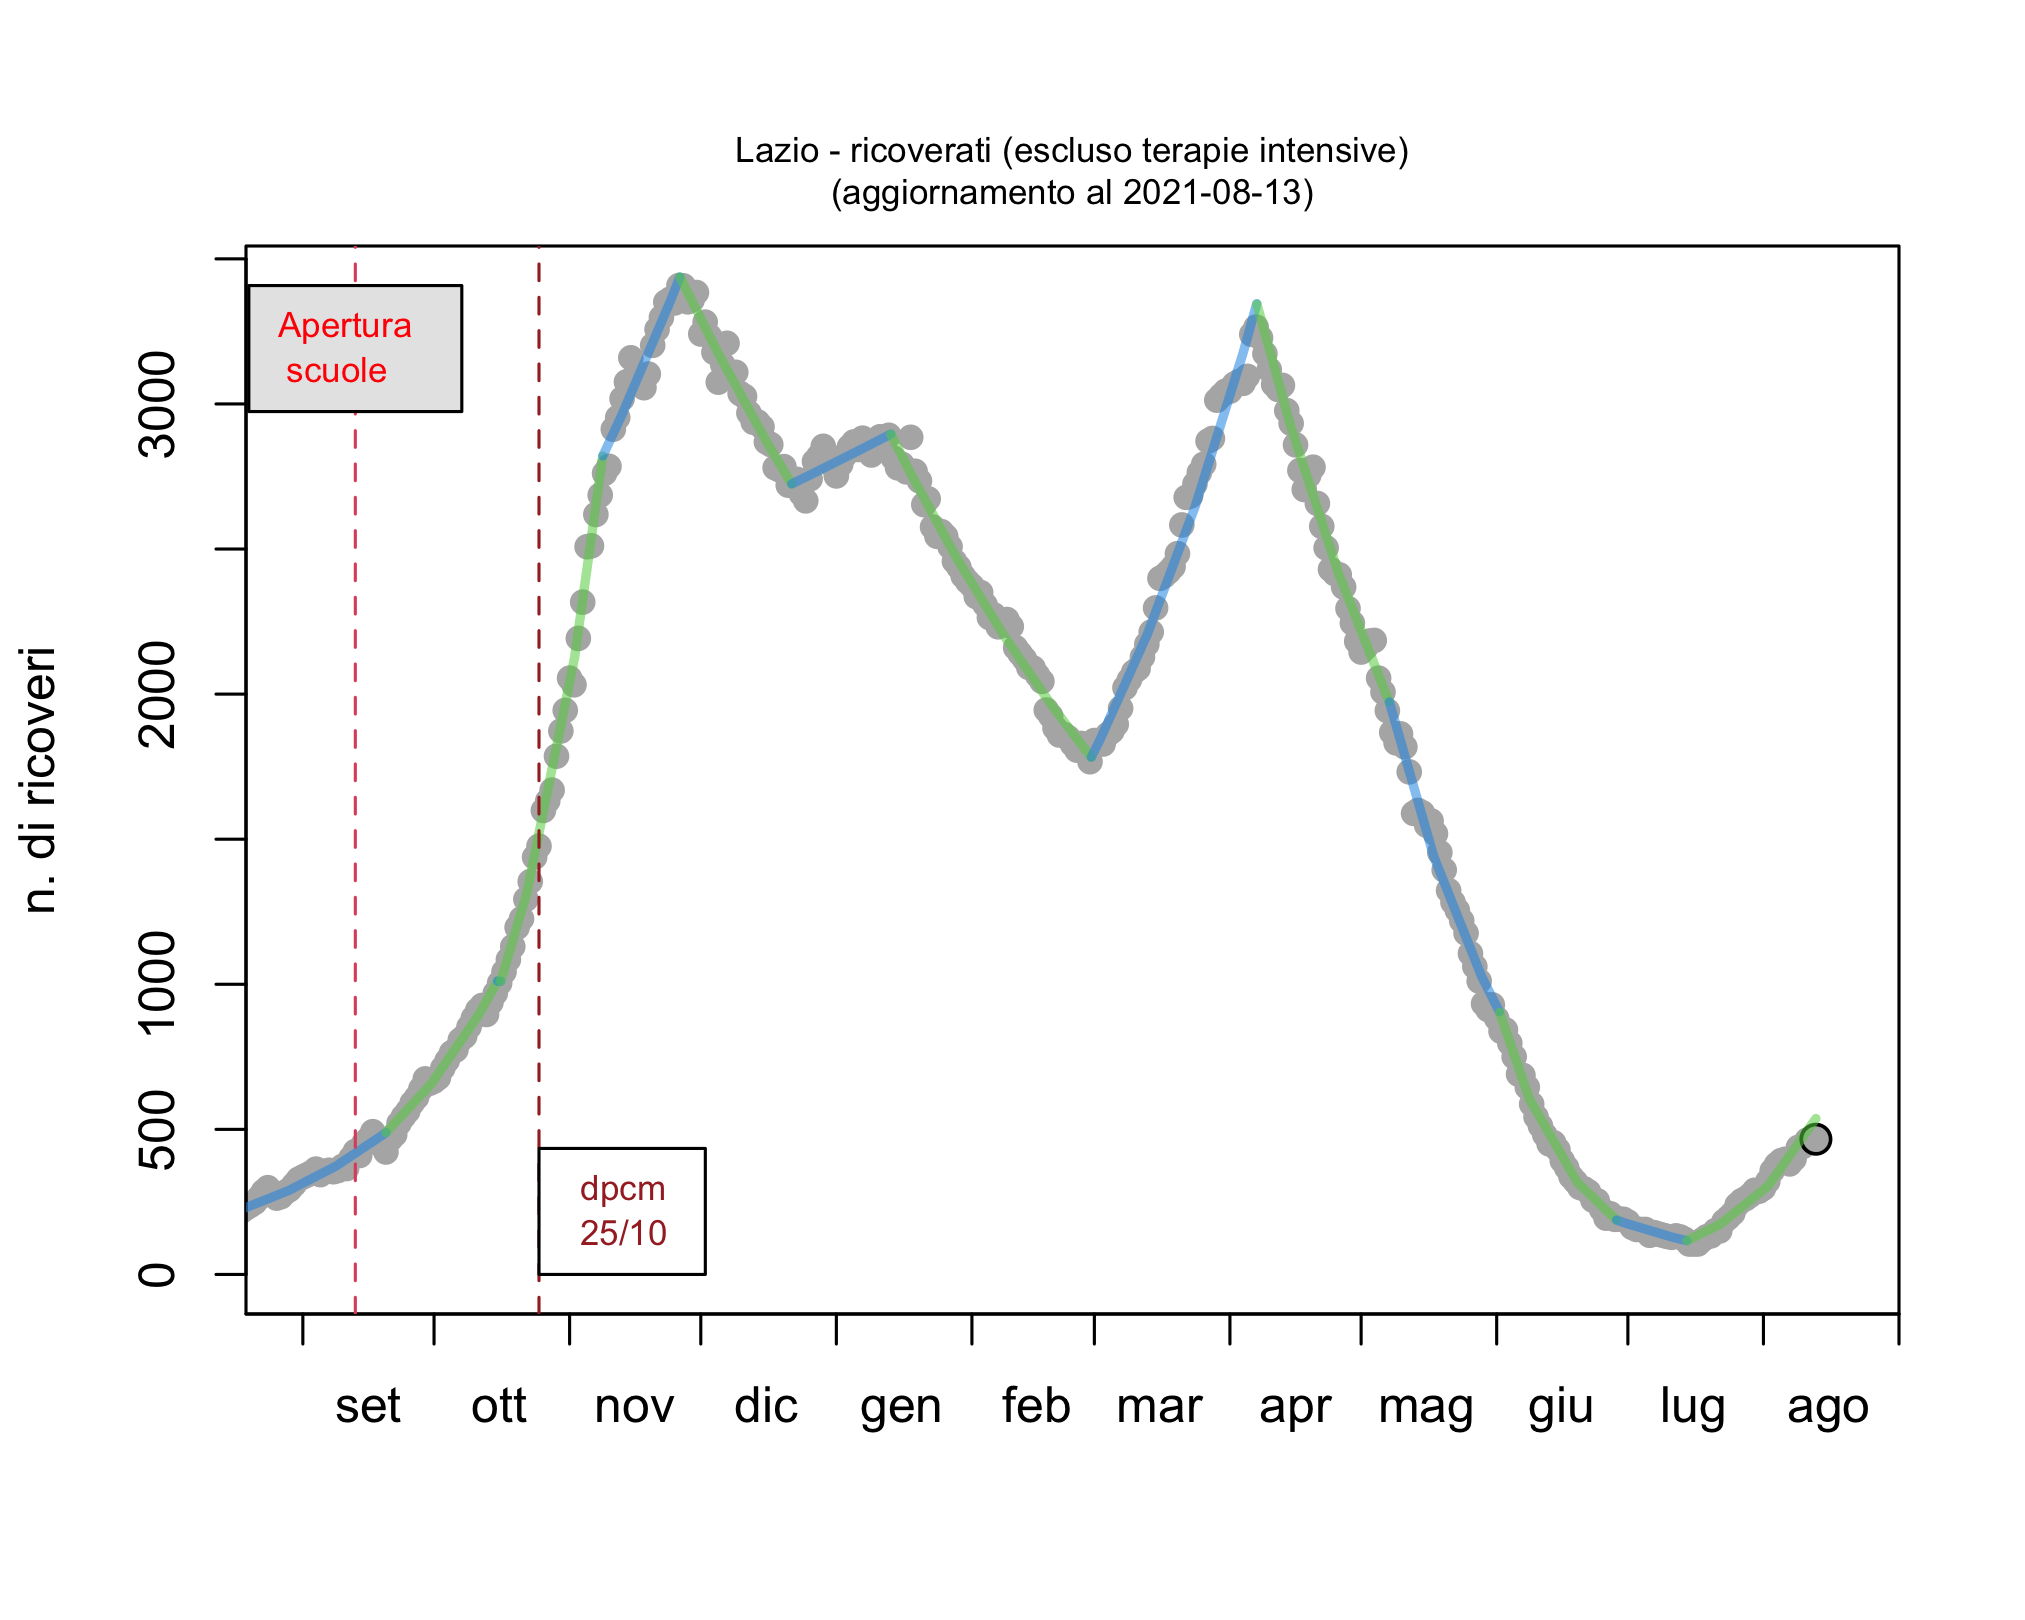 Lazio - ricoverati (escluso terapie intensive)
(aggiornamento al 2021-08-13)
n. di ricoveri
3000
2000
1000
500
0
Apertura
scuole
dpcm
25/10
set ott nov dic gen feb mar apr mag giu lug ago